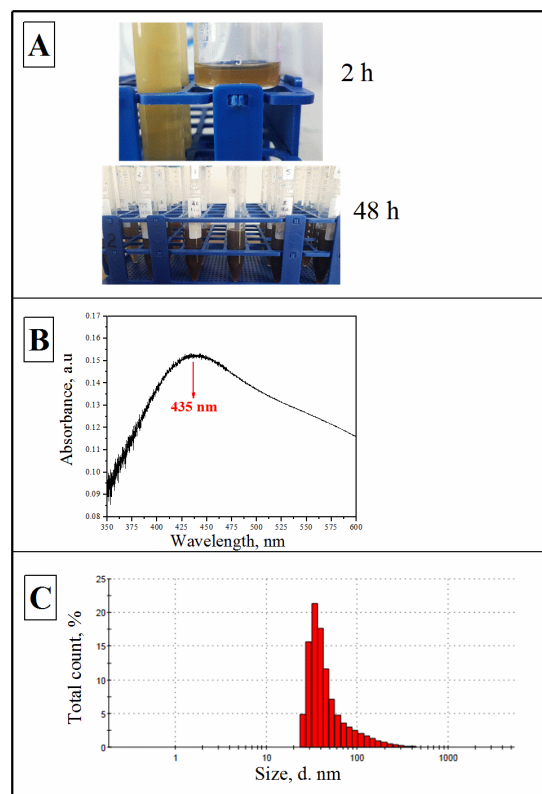 A
2 h
48 h
2
B
0.17
0.16
0.15
0.14
0.13
0.12
0.11
0.10
0.09
0.08
435 nm
350 375 400 425 450 475 500 525 550 575 600
Absorbance, a.u
Wavelength, nm
C
25
20
15
10
5
0
1 10 100 1000
Total count, %
Size, d. nm